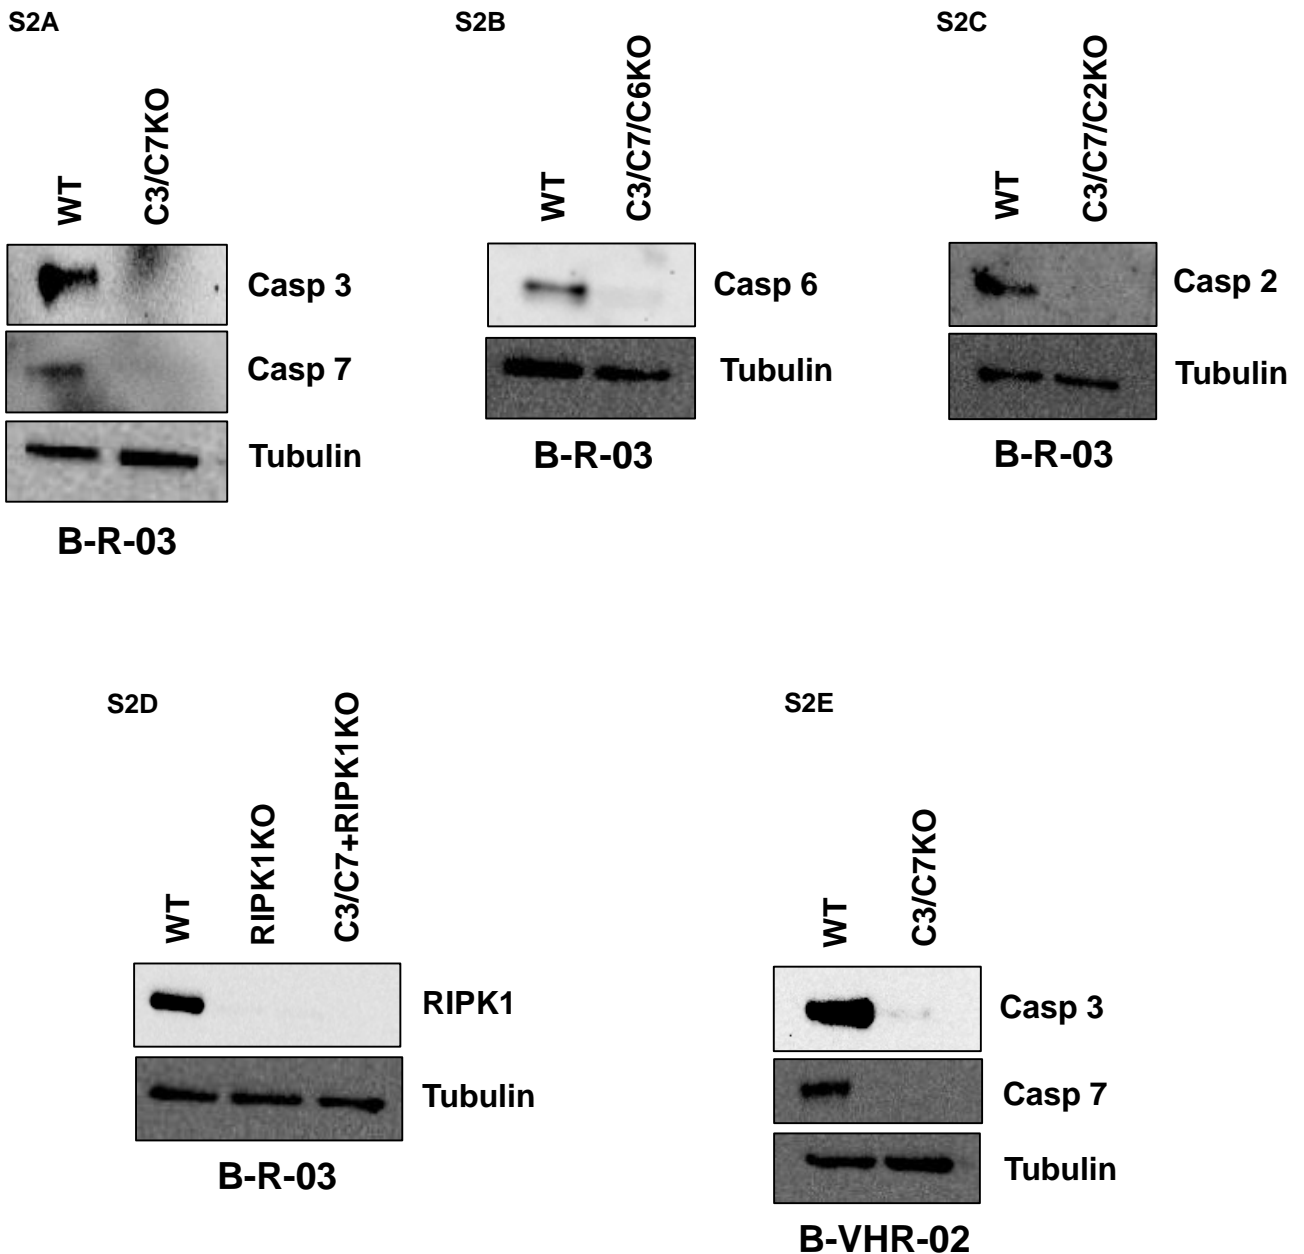 S2A
WT
C3/C7KO
Casp 3
Casp 7
Tubulin
B-R-03
S2B
WT
C3/C7/C6KO
Casp 6
Tubulin
B-R-03
S2C
WT
C3/C7/C2KO
Casp 2
Tubulin
B-R-03
S2D
WT
RIPK1KO
C3/C7+RIPK1KO
RIPK1
Tubulin
B-R-03
S2E
WT
C3/C7KO
Casp 3
Casp 7
Tubulin
B-VHR-02